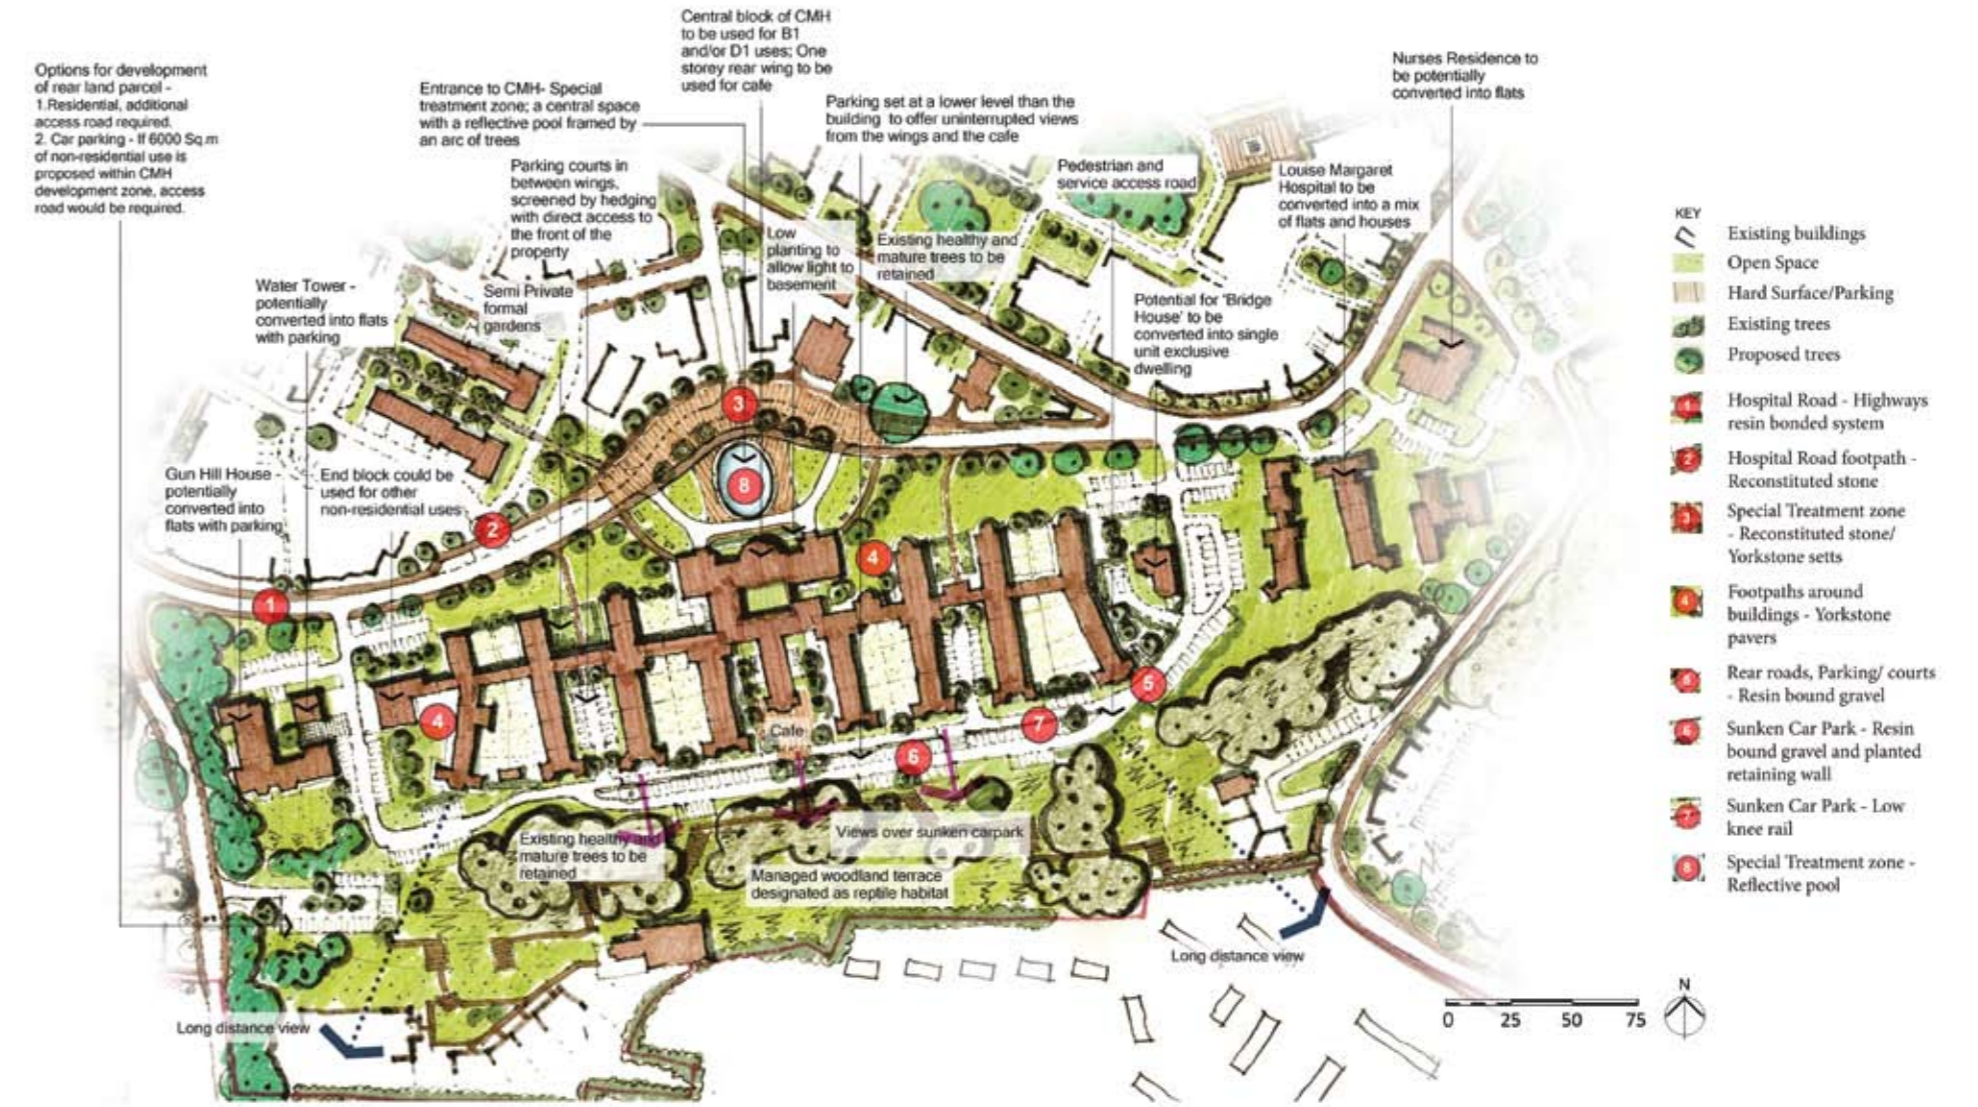 Central block of CMH
to be used for B1
and/or D1 uses; One
storey rear wing to be
used for cafe
Options for development
of rear land parcel -
1.Residential, additional
access road required.
2. Car parking - If 6000 Sq.m
of non-residential use is
proposed within CMH
development zone, access
road would be required.
Entrance to CMH- Special
treatment zone; a central space
with a reflective pool framed by
an arc of trees
Parking set at a lower level than the
building to offer uninterrupted views
from the wings and the cafe
Nurses Residence to
be potentially
converted into flats
Parking courts in
between wings,
screened by hedging
with direct access to
the front of the
property
Pedestrian and
service access road
Louise Margaret
Hospital to be
converted into a mix
of flats and houses
Low
planting to
allow light to
basement
Existing healthy and
mature trees to be
retained
Water Tower -
potentially
converted into flats
with parking
Semi Private
formal
gardens
Potential for 'Bridge
House' to be
converted into single
unit exclusive
dwelling
Gun Hill House -
potentially
converted into
flats with parking
End block could be
used for other
non-residential uses
3
8
2
4
1
5
4
7
6
Cafe
Existing healthy and
mature trees to be
retained
Views over sunken carpark
Managed woodland terrace
designated as reptile habitat
Long distance view
Long distance view
KEY
Existing buildings
Open Space
Hard Surface/Parking
Existing trees
Proposed trees
1 Hospital Road - Highways
resin bonded system
2 Hospital Road footpath -
Reconstituted stone
3 Special Treatment zone
- Reconstituted stone/
Yorkstone setts
4 Footpaths around
buildings - Yorkstone
pavers
5 Rear roads, Parking/ courts
- Resin bound gravel
6 Sunken Car Park - Resin
bound gravel and planted
retaining wall
7 Sunken Car Park - Low
knee rail
8 Special Treatment zone -
Reflective pool
N
0 25 50 75